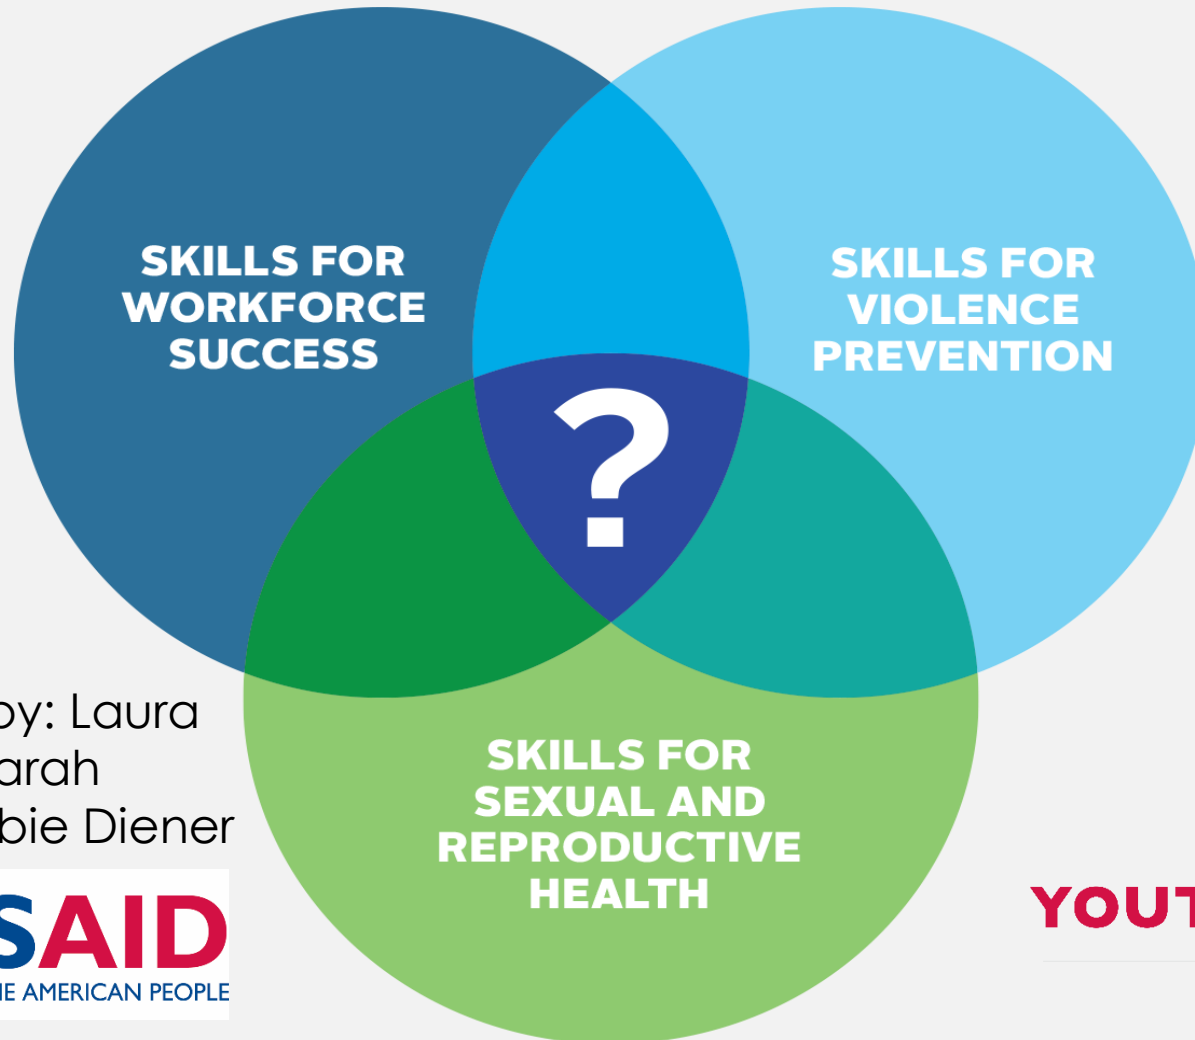 SKILLS FOR
WORKFORCE
SUCCESS
SKILLS FOR
VIOLENCE
PREVENTION
?
by: Laura
arah
bie Diener
SKILLS FOR
SEXUAL AND
REPRODUCTIVE
HEALTH
SAID
HE AMERICAN PEOPLE
YOUT